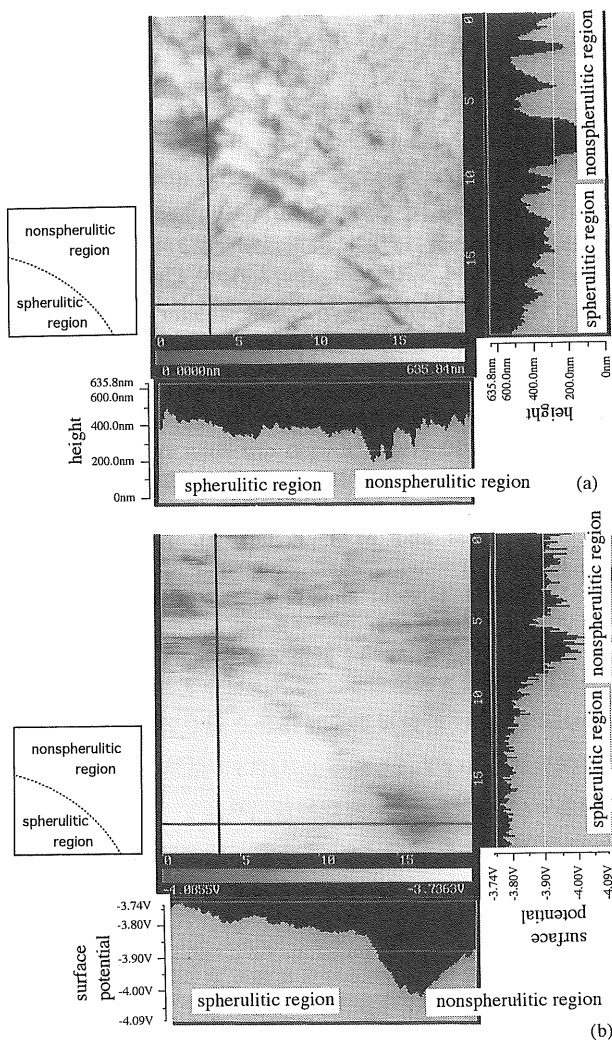 nonspherulitic
region
spherulitic
region
0
5
10
15
0
5
10
15
0.0000nm
635.84nm
nonspherulitic region
spherulitic region
635.8nm
600.0nm
400.0nm
200.0nm
0nm
height
635.8nm
600.0nm
400.0nm
200.0nm
0nm
height
spherulitic region
nonspherulitic region
(a)
nonspherulitic
region
spherulitic
region
0
5
10
15
0
5
10
15
-4.0855V
-3.7363V
nonspherulitic region
spherulitic region
-3.74V
-3.80V
-3.90V
-4.00V
-4.09V
surface
potential
-3.74V
-3.80V
-3.90V
-4.00V
-4.09V
surface
potential
spherulitic region
nonspherulitic region
(b)